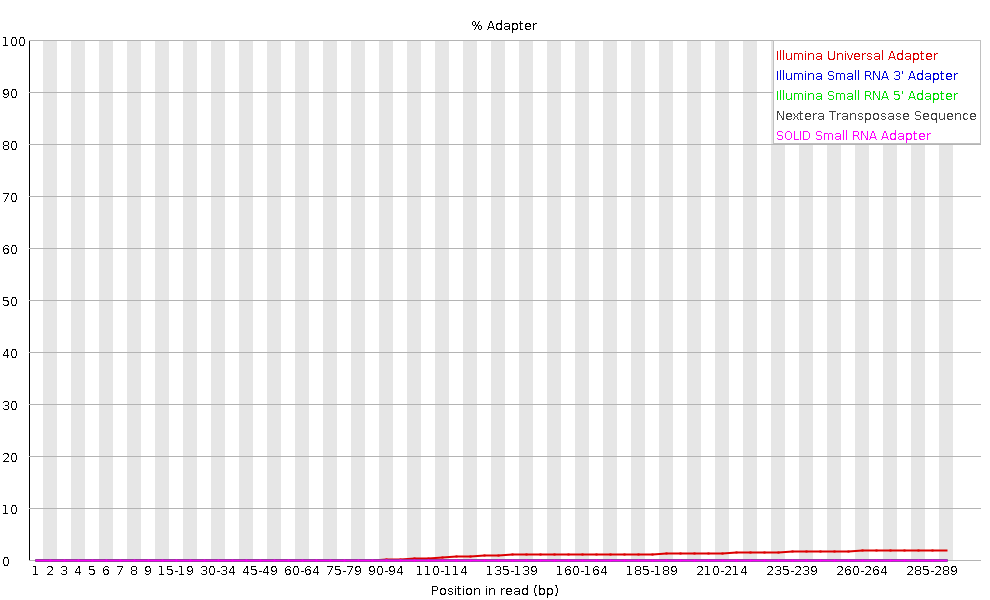 % Adapter
100
90
80
70
60
50
40
30
20
10
0
Illumina Universal Adapter
Illumina Small RNA 3' Adapter
Illumina Small RNA 5' Adapter
Nextera Transposase Sequence
SOLID Small RNA Adapter
1 2 3 4 5 6 7 8 9 15-19 30-34 45-49 60-64 75-79 90-94 110-114 135-139 160-164 185-189 210-214 235-239 260-264 285-289
Position in read (bp)